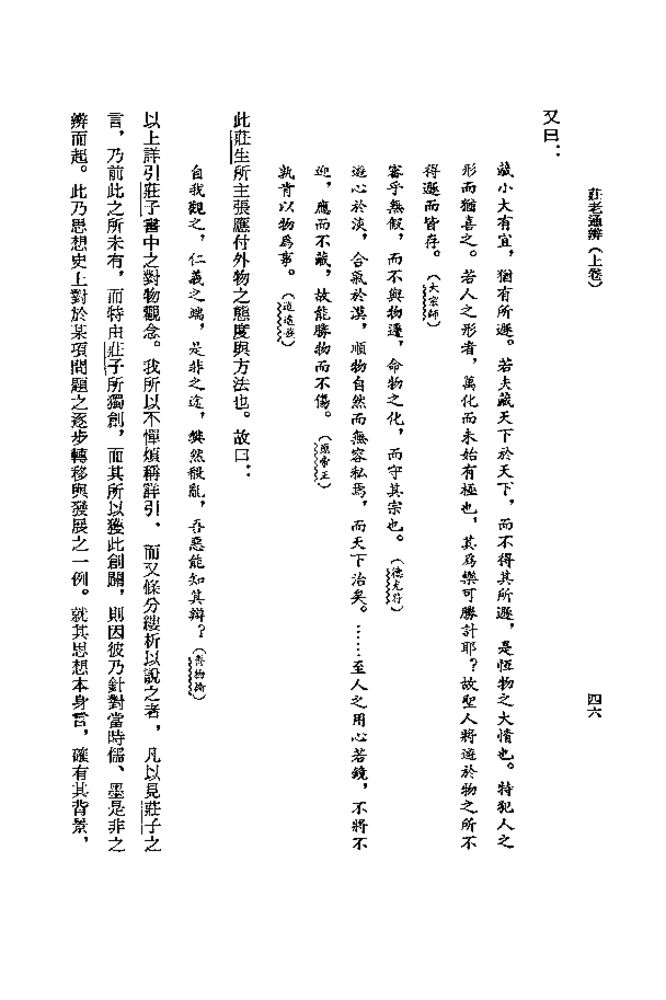 莊老通辨（上卷）
四六
又曰：
藏小大有宜，猶有所遯。若夫藏天下於天下，而不得其所遯，是恆物之大情也。特犯人之
形而猶喜之。若人之形者，萬化而未始有極也，其爲樂可勝計耶？故聖人將遊於物之所不
得遯而皆存。（大宗師）
審乎無假，而不與物遷，命物之化，而守其宗也。（德充符）
遊心於淡，合氣於漠，順物自然而無容私焉，而天下治矣。……至人之用心若鏡，不將不
迎，應而不藏，故能勝物而不傷。（應帝王）
孰肯以物爲事。（逍遙遊）
此莊生所主張應付外物之態度與方法也。故曰：
自我觀之，仁義之端，是非之途，樊然殽亂，吾惡能知其辯？（齊物論）
以上詳引莊子書中之對物觀念。我所以不憚煩稱詳引、而又條分縷析以說之者，凡以見莊子之
言，乃前此之所未有，而特由莊子所獨創，而其所以獲此創闢，則因彼乃針對當時儒、墨是非之
辨而起。此乃思想史上對於某項問題之逐步轉移與發展之一例。就其思想本身言，確有其背景，